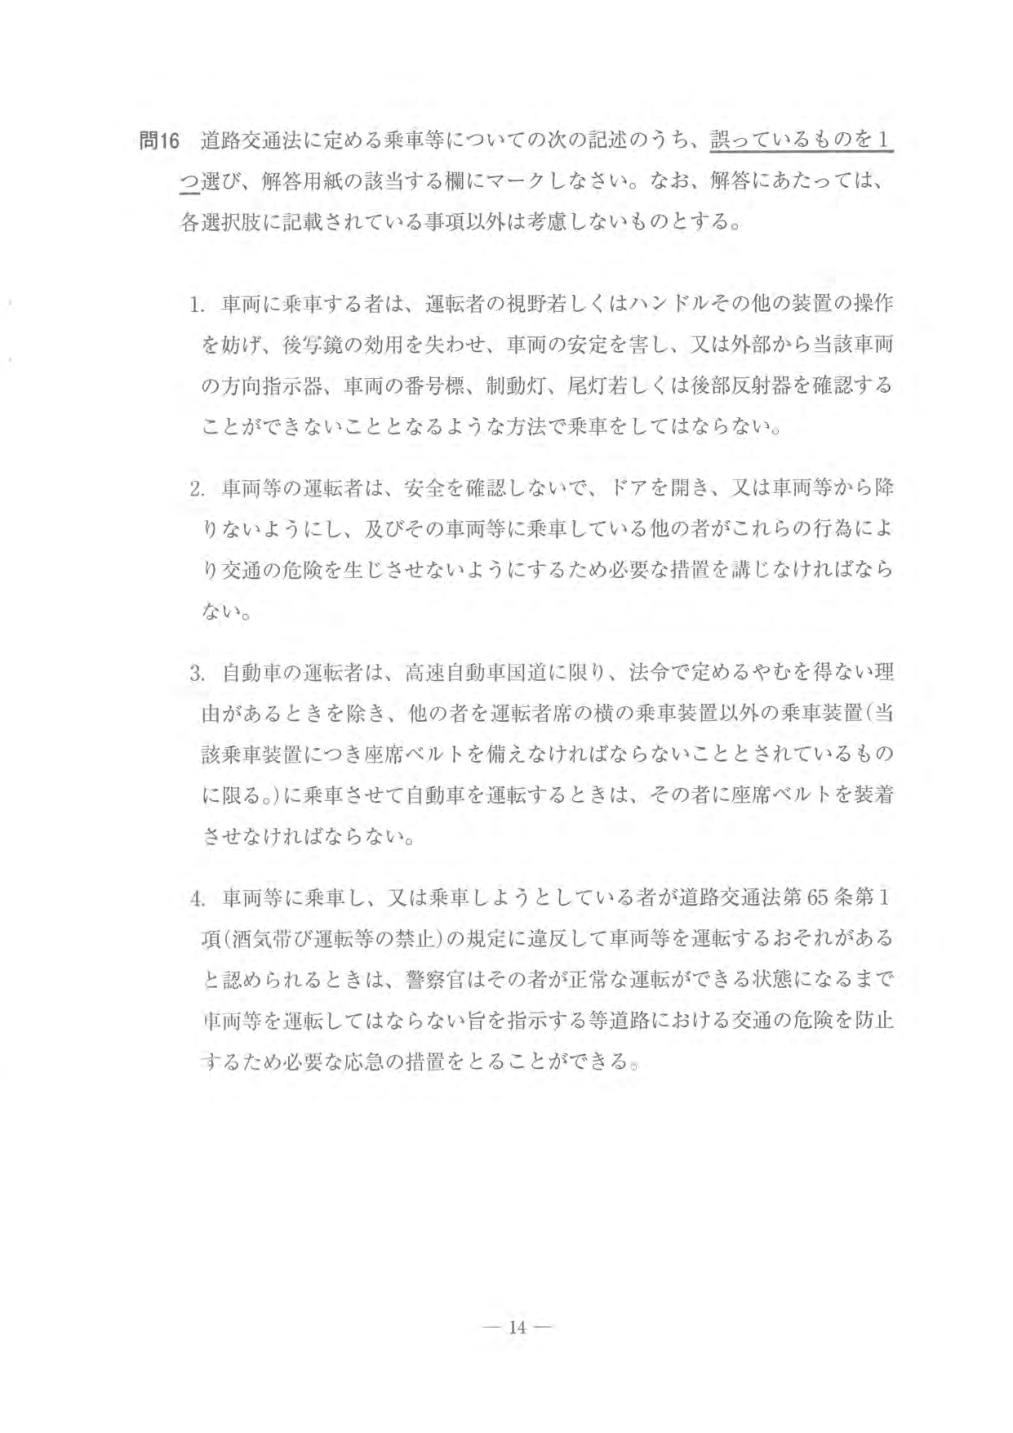 問16 道路交通法に定める乗車等についての次の記述のうち、誤っているものを1
つ選び、解答用紙の該当する欄にマークしなさい。なお、解答にあたっては、
各選択肢に記載されている事項以外は考慮しないものとする。
1. 車両に乗車する者は、運転者の視野若しくはハンドルその他の装置の操作
を妨げ、後写鏡の効用を失わせ、車両の安定を害し、又は外部から当該車両
の方向指示器、車両の番号標、制動灯、尾灯若しくは後部反射器を確認する
ことができないこととなるような方法で乗車をしてはならない。
2. 車両等の運転者は、安全を確認しないで、ドアを開き、又は車両等から降
りないようにし、及びその車両等に乗車している他の者がこれらの行為によ
り交通の危険を生じさせないようにするため必要な措置を講じなければなら
ない。
3. 自動車の運転者は、高速自動車国道に限り、法令で定めるやむを得ない理
由があるときを除き、他の者を運転者席の横の乗車装置以外の乗車装置(当
該乗車装置につき座席ベルトを備えなければならないこととされているもの
に限る。)に乗車させて自動車を運転するときは、その者に座席ベルトを装着
させなければならない。
4. 車両等に乗車し、又は乗車しようとしている者が道路交通法第65条第1
項(酒気帯び運転等の禁止)の規定に違反して車両等を運転するおそれがある
と認められるときは、警察官はその者が正常な運転ができる状態になるまで
車両等を運転してはならない旨を指示する等道路における交通の危険を防止
するため必要な応急の措置をとることができる。
— 14 —